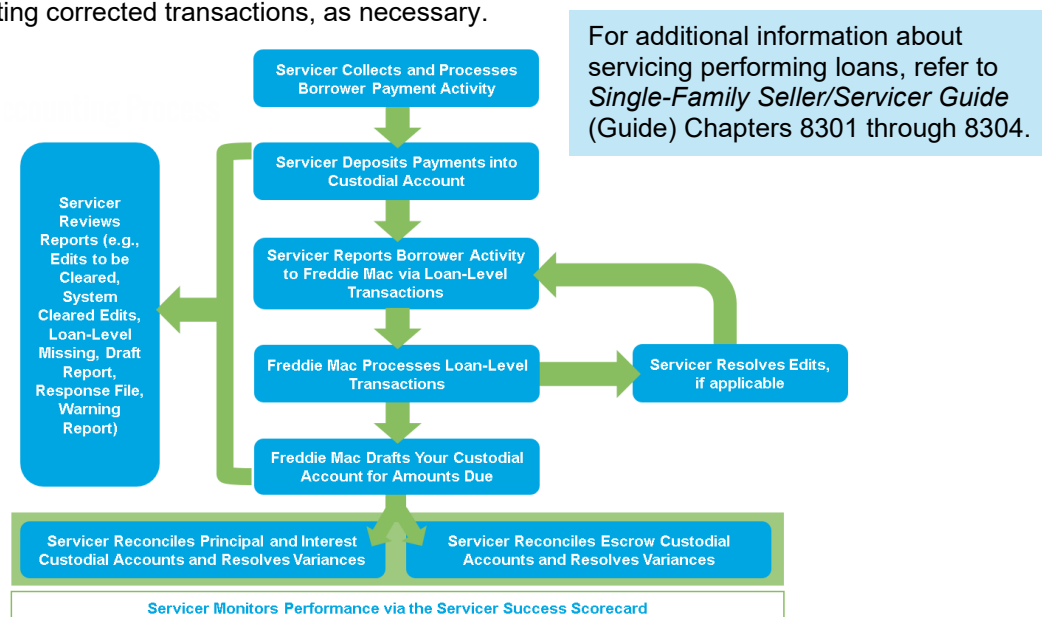 ting corrected transactions, as necessary.
For additional information about
servicing performing loans, refer to
Single-Family Seller/Servicer Guide
(Guide) Chapters 8301 through 8304.
Servicer Collects and Processes
Borrower Payment Activity
Servicer Deposits Payments into
Custodial Account
Servicer
Reviews
Reports (e.g.,
Edits to be
Cleared,
System
Cleared Edits,
Loan-Level
Missing, Draft
Report,
Response File,
Warning
Report)
Servicer Reports Borrower Activity
to Freddie Mac via Loan-Level
Transactions
Freddie Mac Processes Loan-Level
Transactions
Servicer Resolves Edits,
if applicable
Freddie Mac Drafts Your Custodial
Account for Amounts Due
Servicer Reconciles Principal and Interest
Custodial Accounts and Resolves Variances
Servicer Reconciles Escrow Custodial
Accounts and Resolves Variances
Servicer Monitors Performance via the Servicer Success Scorecard